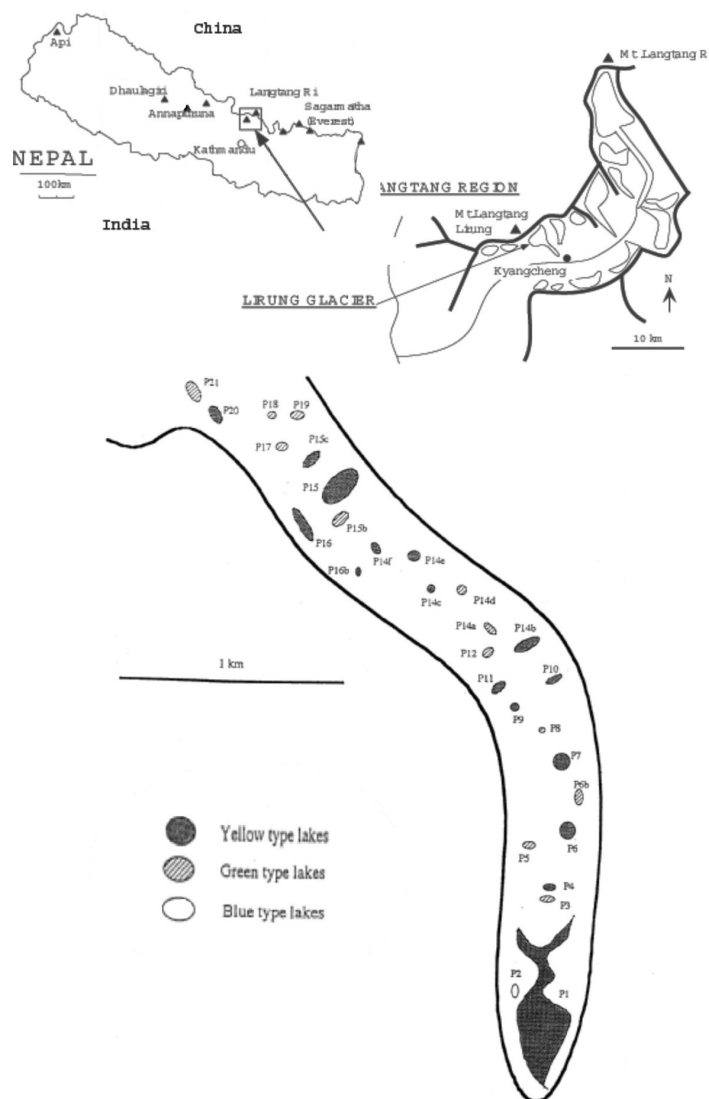 China
Api
Dhaulagiri
Annapuruna
Langtang Ri
Sagarmatha
(Everest)
Kathmandu
NEPAL
100km
India
Mt.Langtang R
ANGTANG REGION
Mt.Langtang
Lirung
Kyangcheng
LIRUNG GLACIER
N
10 km
P21
P20
P18
P19
P17
P15c
P15
P15b
P16
P16b
P14f
P14e
P14c
P14d
P14a
P14b
P12
P11
P10
P9
P8
P7
P6b
P6
P5
P4
P3
P2
P1
1 km
Yellow type lakes
Green type lakes
Blue type lakes